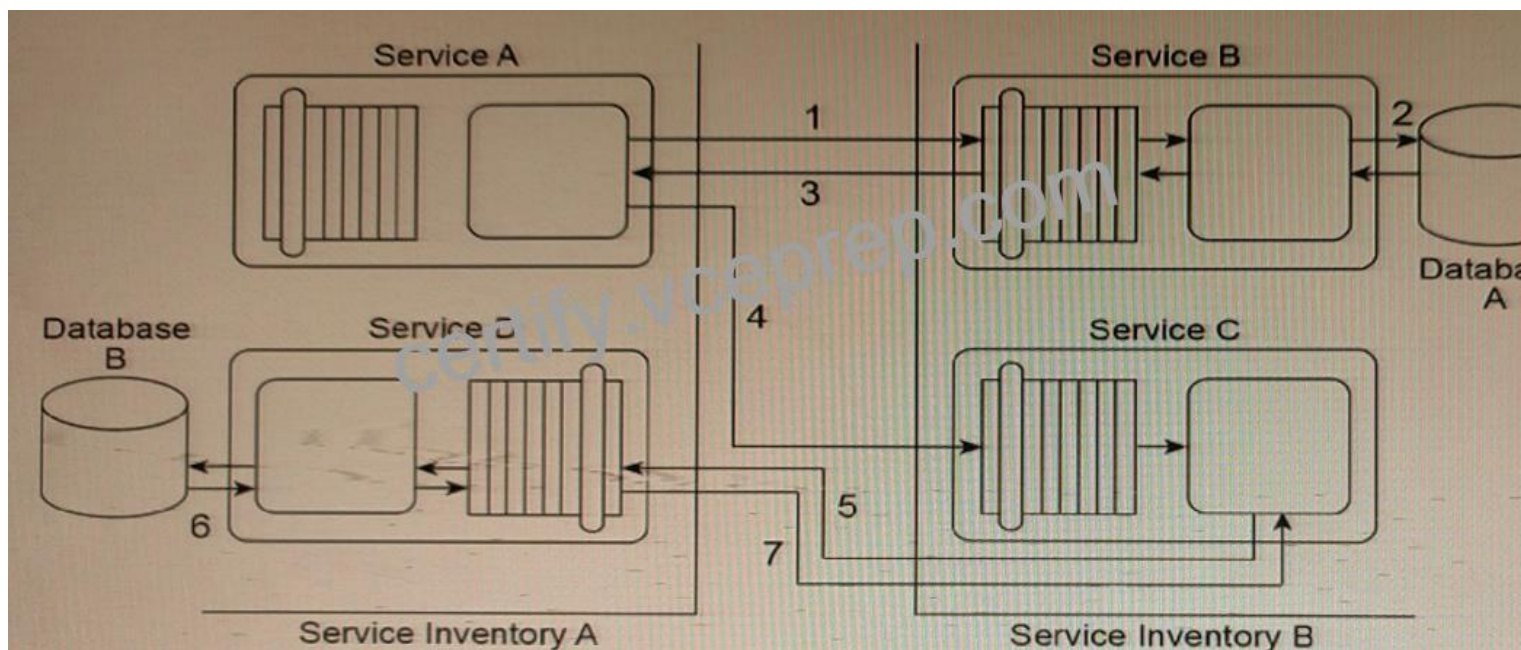 Service A
Service B
1
2
3
Databa
A
4
Database
B
Service D
Service C
5
6
7
Service Inventory A
Service Inventory B
certify.vceprep.com